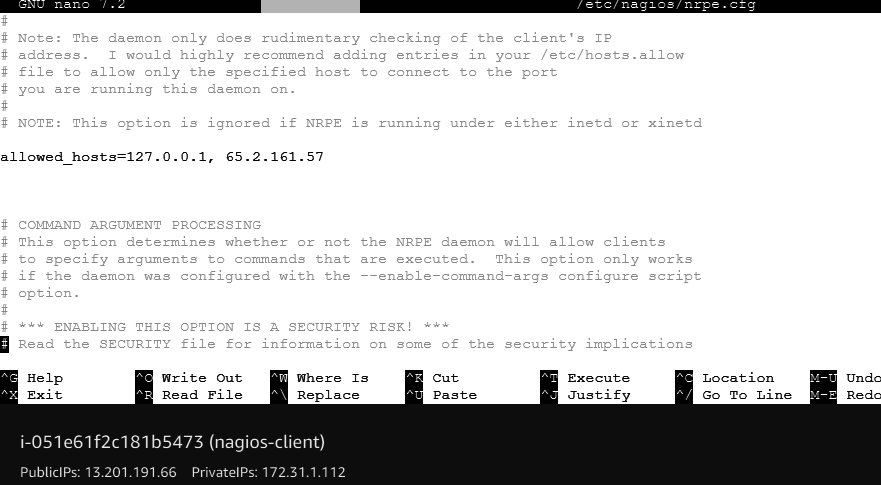 GNU nano 7.2 /etc/nagios/nrpe.cfg
#
# Note: The daemon only does rudimentary checking of the client's IP
# address.  I would highly recommend adding entries in your /etc/hosts.allow
# file to allow only the specified host to connect to the port
# you are running this daemon on.
#
# NOTE: This option is ignored if NRPE is running under either inetd or xinetd
allowed_hosts=127.0.0.1, 65.2.161.57
# COMMAND ARGUMENT PROCESSING
# This option determines whether or not the NRPE daemon will allow clients
# to specify arguments to commands that are executed.  This option only works
# if the daemon was configured with the --enable-command-args configure script
# option.
#
# *** ENABLING THIS OPTION IS A SECURITY RISK! ***
# Read the SECURITY file for information on some of the security implications
^G Help ^O Write Out ^W Where Is ^K Cut ^T Execute ^C Location M-U Undo
^X Exit ^R Read File ^\ Replace ^U Paste ^J Justify ^/ Go To Line M-E Redo
i-051e61f2c181b5473 (nagios-client)
PublicIPs: 13.201.191.66 PrivateIPs: 172.31.1.112